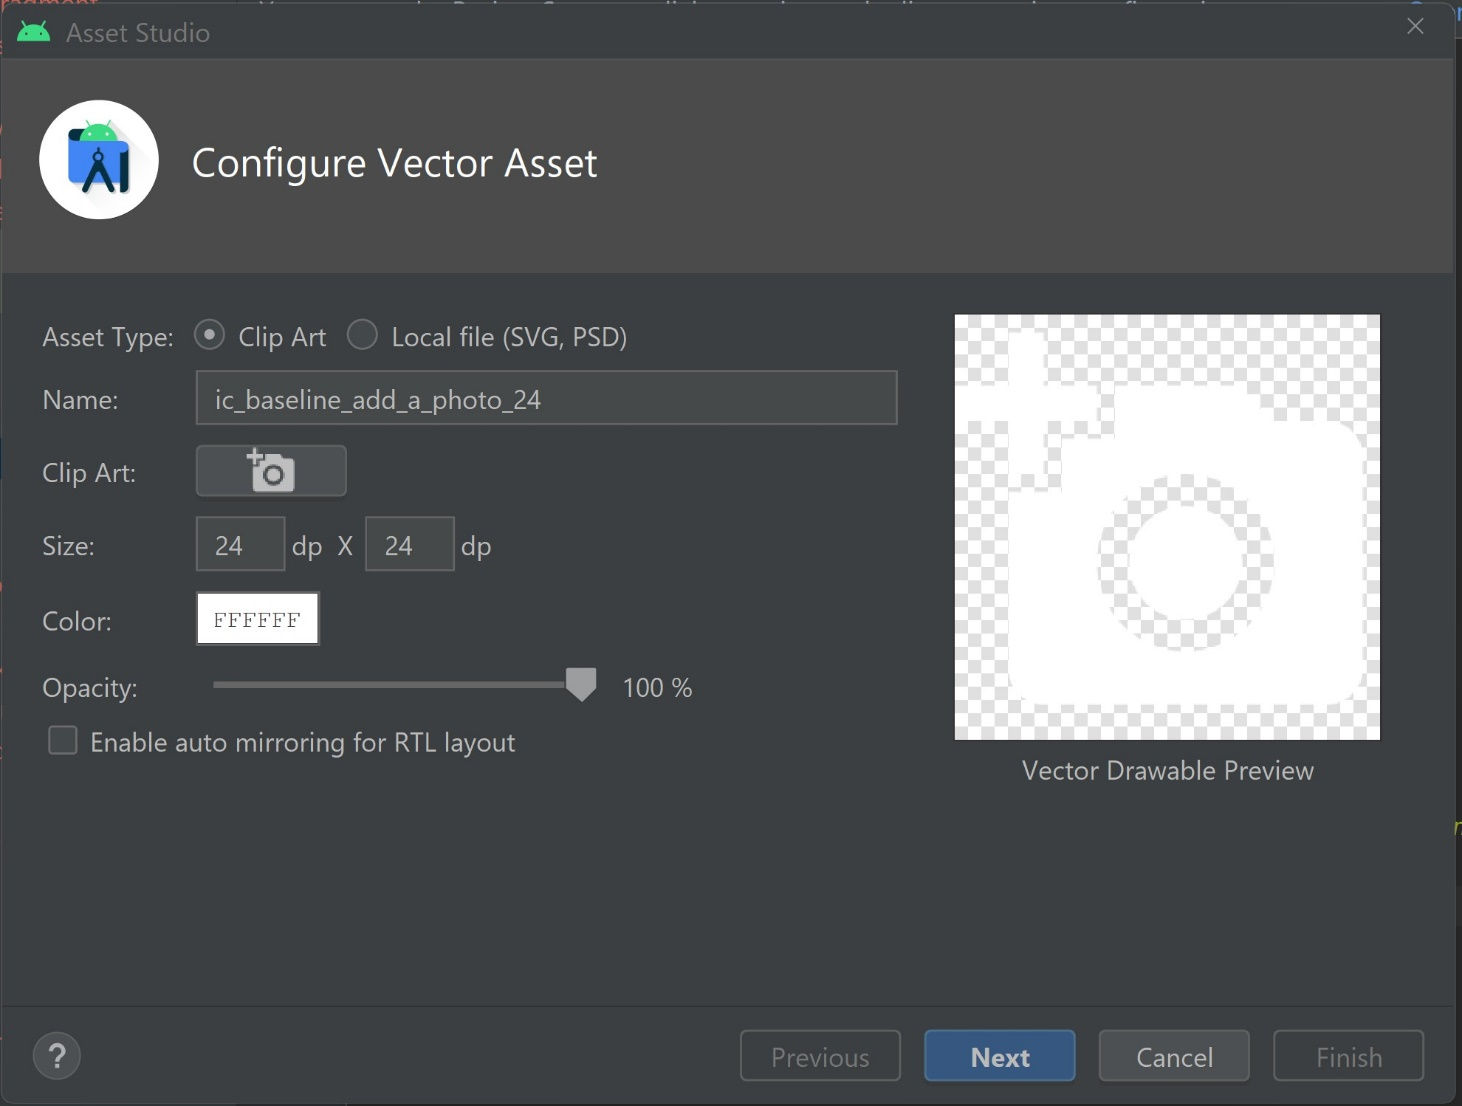 Asset Studio
Configure Vector Asset
Asset Type: Clip Art Local file (SVG, PSD)
Name: ic_baseline_add_a_photo_24
Clip Art:
Size: 24 dp X 24 dp
Color: FFFFFF
Opacity: 100 %
Enable auto mirroring for RTL layout
Vector Drawable Preview
? Previous Next Cancel Finish